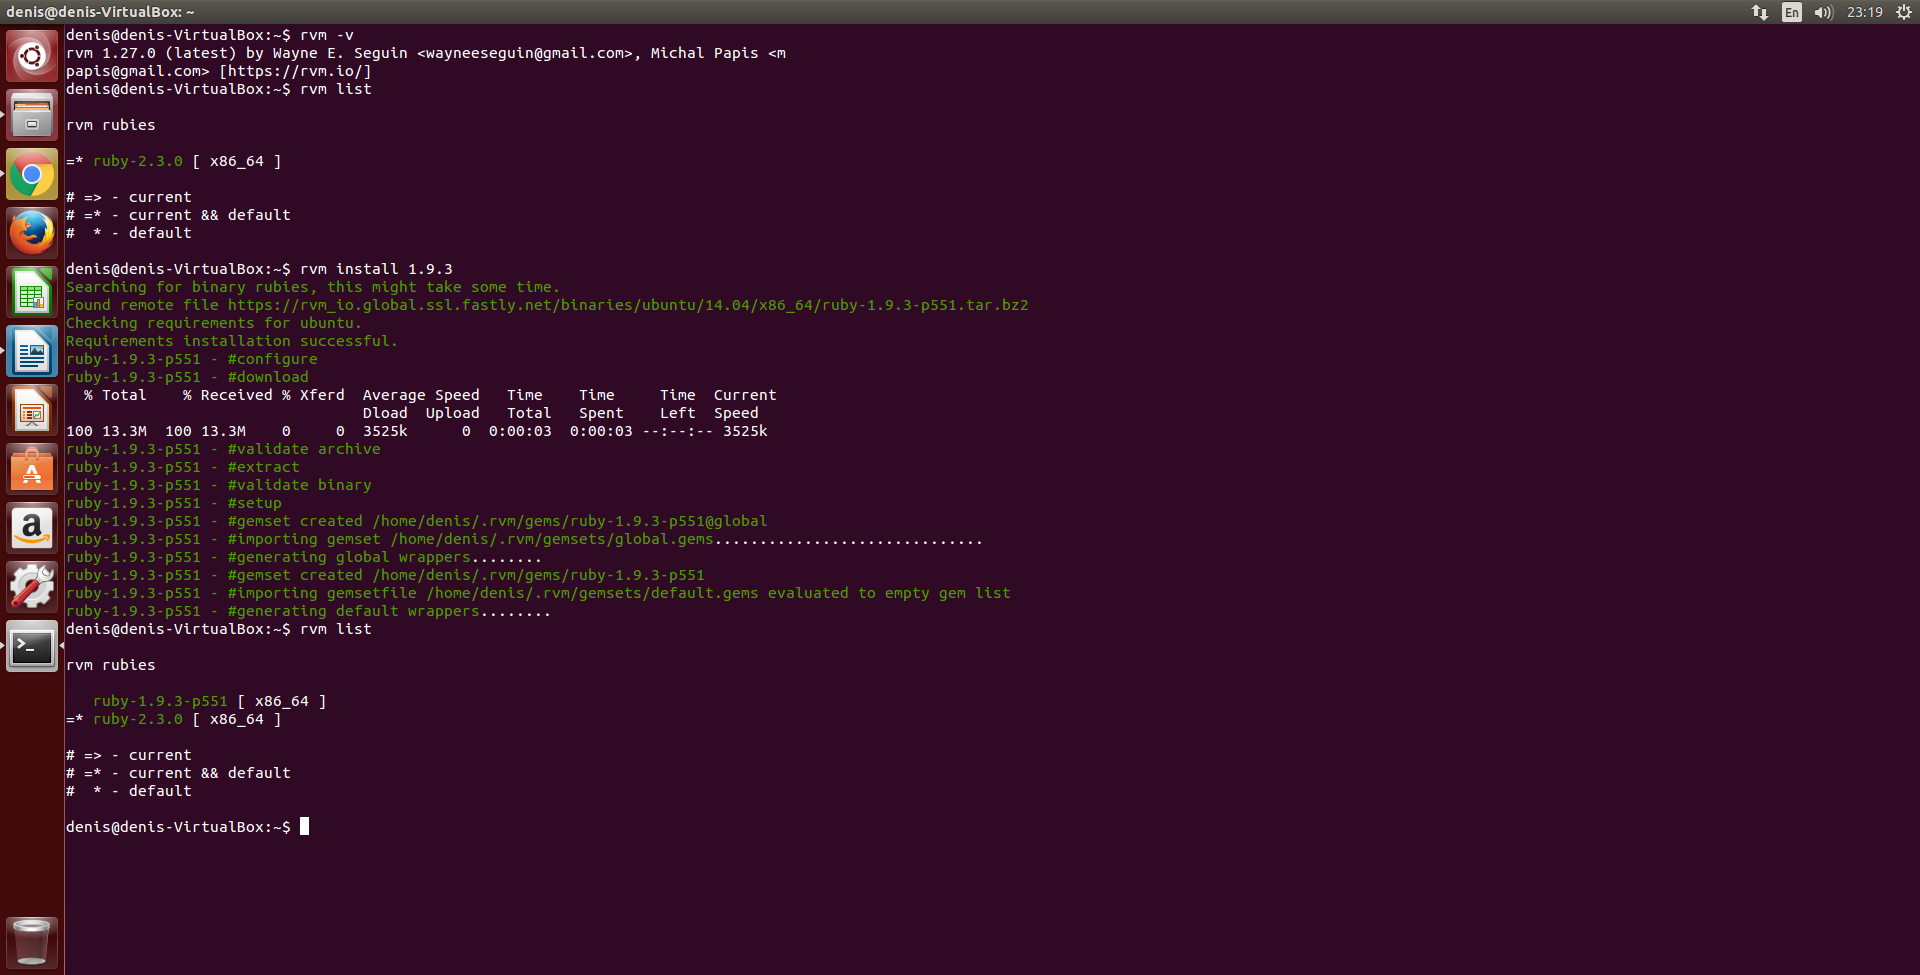 denis@denis-VirtualBox: ~
En
23:19
denis@denis-VirtualBox:~$ rvm -v
rvm 1.27.0 (latest) by Wayne E. Seguin <wayneeseguin@gmail.com>, Michal Papis <m
papis@gmail.com> [https://rvm.io/]
denis@denis-VirtualBox:~$ rvm list
rvm rubies
=* ruby-2.3.0 [ x86_64 ]
# => - current
# =* - current && default
#  * - default
denis@denis-VirtualBox:~$ rvm install 1.9.3
Searching for binary rubies, this might take some time.
Found remote file https://rvm_io.global.ssl.fastly.net/binaries/ubuntu/14.04/x86_64/ruby-1.9.3-p551.tar.bz2
Checking requirements for ubuntu.
Requirements installation successful.
ruby-1.9.3-p551 - #configure
ruby-1.9.3-p551 - #download
  % Total    % Received % Xferd  Average Speed   Time    Time     Time  Current
                                 Dload  Upload   Total   Spent    Left  Speed
100 13.3M  100 13.3M    0     0  3525k      0  0:00:03  0:00:03 --:--:-- 3525k
ruby-1.9.3-p551 - #validate archive
ruby-1.9.3-p551 - #extract
ruby-1.9.3-p551 - #validate binary
ruby-1.9.3-p551 - #setup
ruby-1.9.3-p551 - #gemset created /home/denis/.rvm/gems/ruby-1.9.3-p551@global
ruby-1.9.3-p551 - #importing gemset /home/denis/.rvm/gemsets/global.gems..............................
ruby-1.9.3-p551 - #generating global wrappers........
ruby-1.9.3-p551 - #gemset created /home/denis/.rvm/gems/ruby-1.9.3-p551
ruby-1.9.3-p551 - #importing gemsetfile /home/denis/.rvm/gemsets/default.gems evaluated to empty gem list
ruby-1.9.3-p551 - #generating default wrappers........
denis@denis-VirtualBox:~$ rvm list
rvm rubies
   ruby-1.9.3-p551 [ x86_64 ]
=* ruby-2.3.0 [ x86_64 ]
# => - current
# =* - current && default
#  * - default
denis@denis-VirtualBox:~$